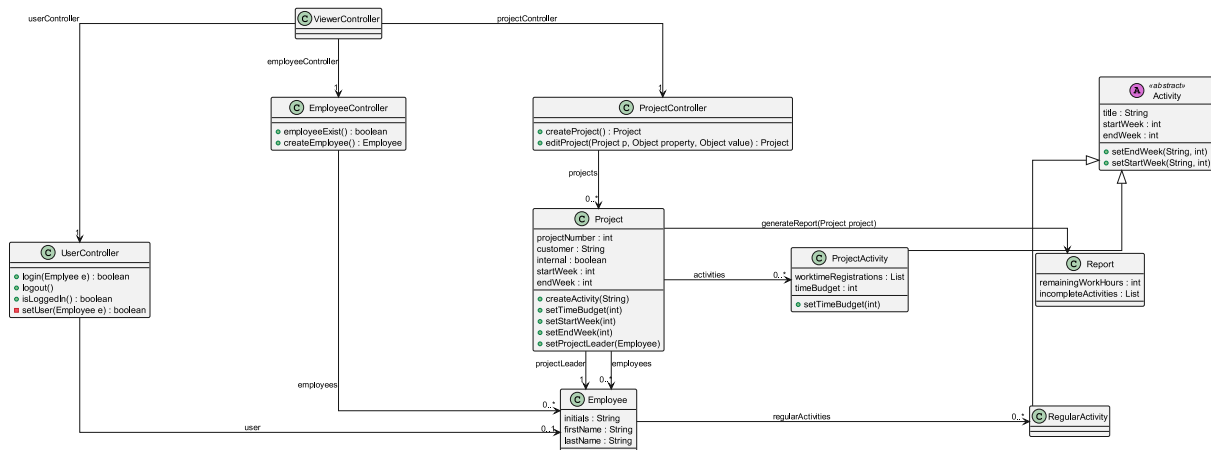 userController
C ViewerController
projectController
employeeController
1
1
C EmployeeController
employeeExist() : boolean
createEmployee() : Employee
C ProjectController
createProject() : Project
editProject(Project p, Object property, Object value) : Project
A «abstract»
Activity
title : String
startWeek : int
endWeek : int
setEndWeek(String, int)
setStartWeek(String, int)
projects
0..*
C Project
projectNumber : int
customer : String
internal : boolean
startWeek : int
endWeek : int
createActivity(String)
setTimeBudget(int)
setStartWeek(int)
setEndWeek(int)
setProjectLeader(Employee)
generateReport(Project project)
1
C UserController
login(Emplyee e) : boolean
logout()
isLoggedIn() : boolean
setUser(Employee e) : boolean
activities
0..*
C ProjectActivity
worktimeRegistrations : List
timeBudget : int
setTimeBudget(int)
C Report
remainingWorkHours : int
incompleteActivities : List
projectLeader
employees
1
0..*
employees
0..*
C Employee
initials : String
firstName : String
lastName : String
user
0..1
regularActivities
0..*
C RegularActivity